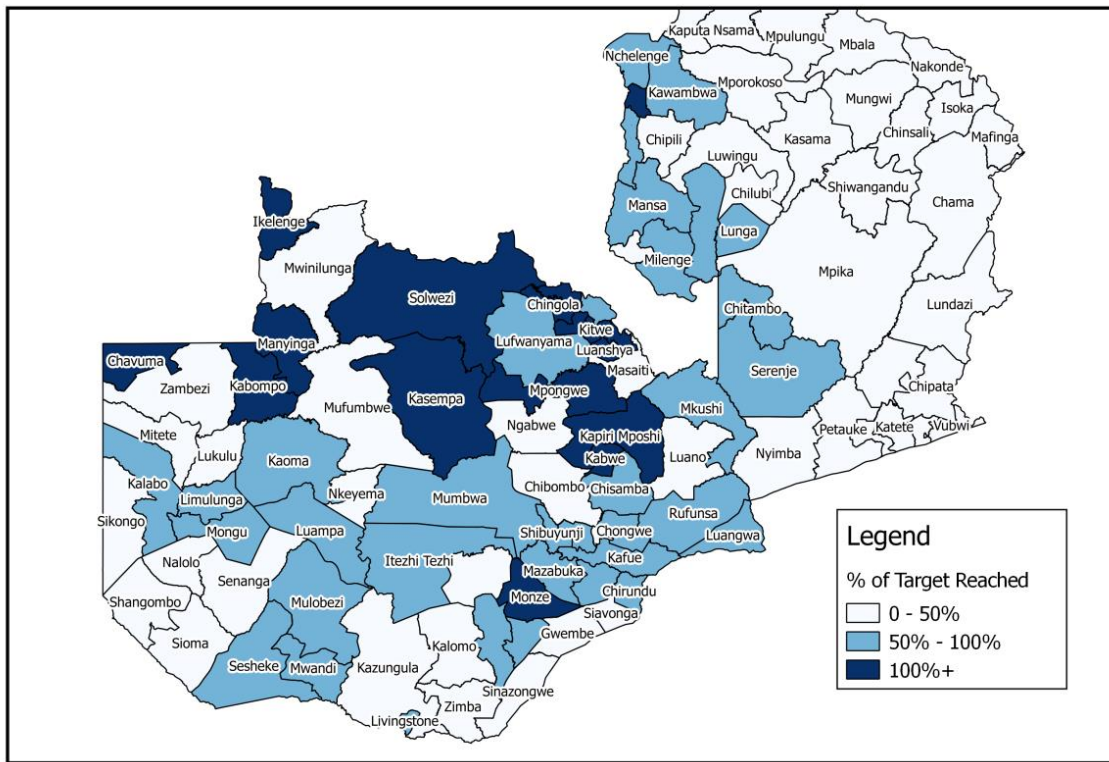 Kaputa
Nsama
Mpulungu
Mbala
Nchelenge
Nakonde
Mporokoso
Kawambwa
Mungwi
Isoka
Chipili
Kasama
Chinsali
Mafinga
Luwingu
Shiwangandu
Chilubi
Mansa
Chama
Ikelenge
Lunga
Milenge
Mwinilunga
Mpika
Solwezi
Chingola
Chitambo
Lundazi
Kitwe
Manyinga
Lufwanyama
Luanshya
Chavuma
Masaiti
Serenje
Zambezi
Kabompo
Chipata
Mpongwe
Kasempa
Mufumbwe
Mkushi
Mitete
Ngabwe
Kapiri Mposhi
Petauke
Katete
Vubwi
Lukulu
Kaoma
Kabwe
Luano
Nyimba
Kalabo
Nkeyema
Chibombo
Chisamba
Limulunga
Mumbwa
Rufunsa
Sikongo
Mongu
Luampa
Shibuyunji
Chongwe
Luangwa
Nalolo
Itezhi Tezhi
Kafue
Mazabuka
Senanga
Chirundu
Shangombo
Mulobezi
Monze
Siavonga
Gwembe
Sioma
Kalomo
Sesheke
Mwandi
Kazungula
Sinazongwe
Zimba
Livingstone
Legend
% of Target Reached
0 - 50%
50% - 100%
100%+